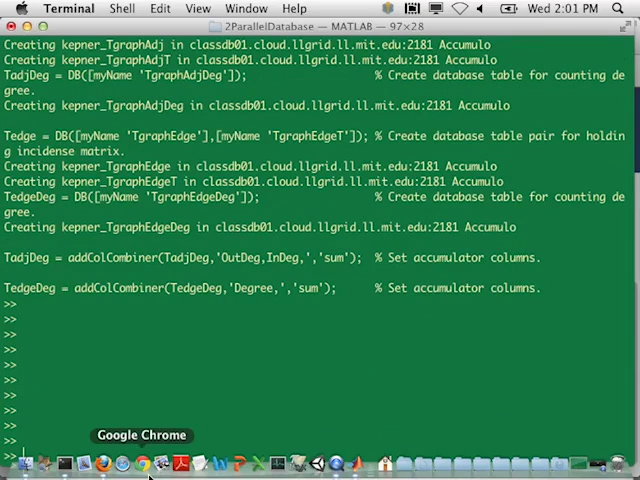 Terminal Shell Edit View Window Help Wed 2:01 PM
2ParallelDatabase — MATLAB — 97×28
Creating kepner_TgraphAdj in classdb01.cloud.llgrid.ll.mit.edu:2181 Accumulo
Creating kepner_TgraphAdjT in classdb01.cloud.llgrid.ll.mit.edu:2181 Accumulo
TadjDeg = DB([myName 'TgraphAdjDeg']); % Create database table for counting de
gree.
Creating kepner_TgraphAdjDeg in classdb01.cloud.llgrid.ll.mit.edu:2181 Accumulo
Tedge = DB([myName 'TgraphEdge'],[myName 'TgraphEdgeT']); % Create database table pair for holdin
g incidense matrix.
Creating kepner_TgraphEdge in classdb01.cloud.llgrid.ll.mit.edu:2181 Accumulo
Creating kepner_TgraphEdgeT in classdb01.cloud.llgrid.ll.mit.edu:2181 Accumulo
TedgeDeg = DB([myName 'TgraphEdgeDeg']); % Create database table for counting de
gree.
Creating kepner_TgraphEdgeDeg in classdb01.cloud.llgrid.ll.mit.edu:2181 Accumulo
TadjDeg = addColCombiner(TadjDeg,'OutDeg,InDeg,','sum'); % Set accumulator columns.
TedgeDeg = addColCombiner(TedgeDeg,'Degree,','sum'); % Set accumulator columns.
>>
>>
>>
>>
>>
>>
>>
>>
>>
Google Chrome
>>
>>